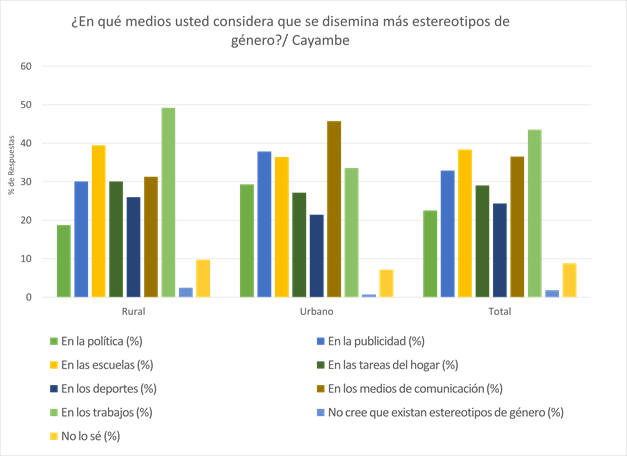 ¿En qué medios usted considera que se disemina más estereotipos de
género?/ Cayambe
60
50
40
30
20
10
0
% de Respuestas
Rural
Urbano
Total
En la política (%)
En la publicidad (%)
En las escuelas (%)
En las tareas del hogar (%)
En los deportes (%)
En los medios de comunicación (%)
En los trabajos (%)
No cree que existan estereotipos de género (%)
No lo sé (%)